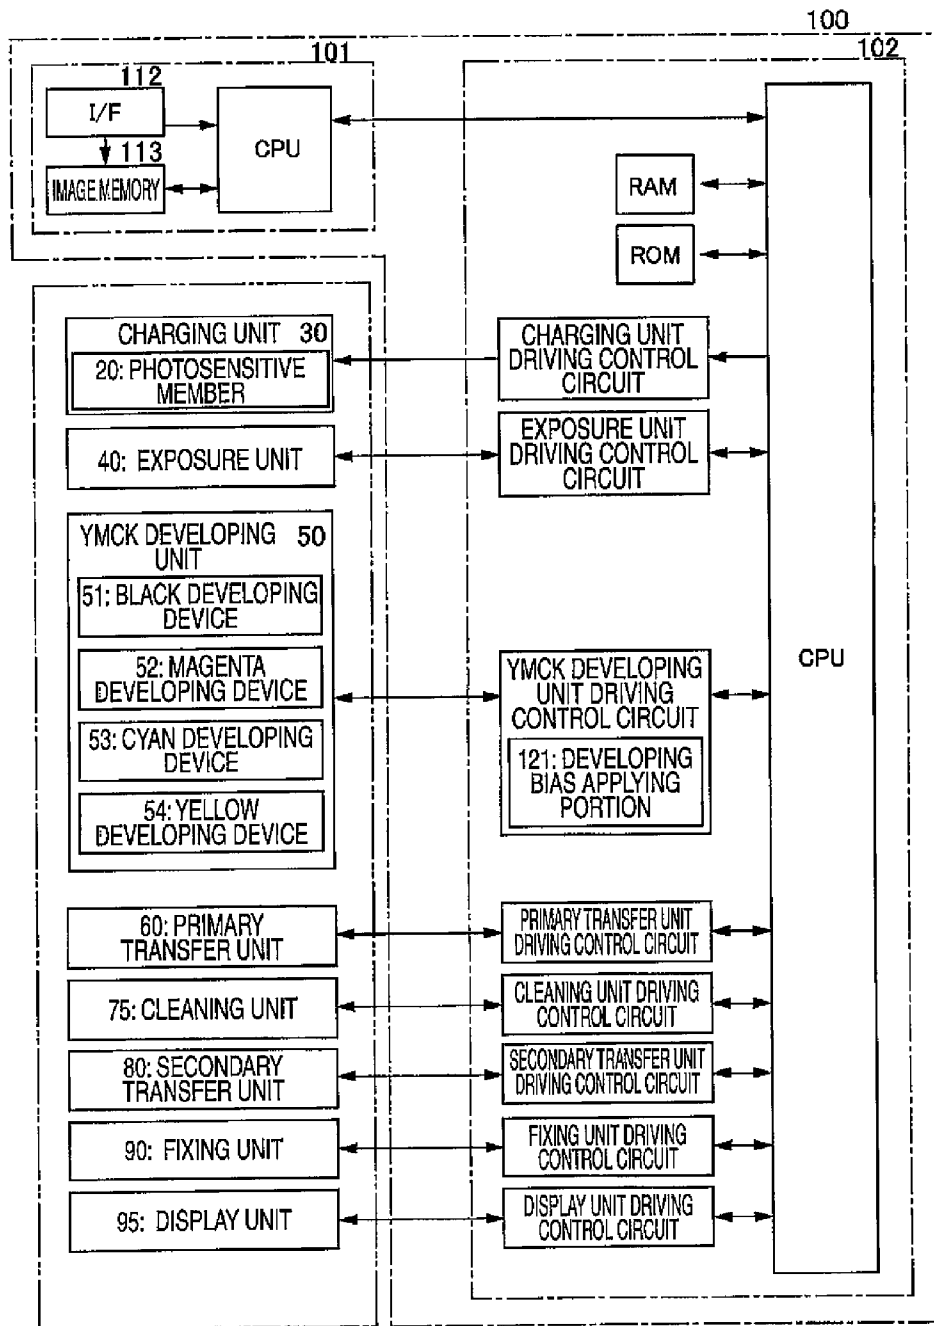 100
101
102
112
I/F
CPU
113
IMAGE MEMORY
RAM
ROM
CHARGING UNIT 30
20: PHOTOSENSITIVE
MEMBER
CHARGING UNIT
DRIVING CONTROL
CIRCUIT
40: EXPOSURE UNIT
EXPOSURE UNIT
DRIVING CONTROL
CIRCUIT
YMCK DEVELOPING 50
UNIT
51: BLACK DEVELOPING
DEVICE
52: MAGENTA
DEVELOPING DEVICE
53: CYAN DEVELOPING
DEVICE
54: YELLOW
DEVELOPING DEVICE
YMCK DEVELOPING
UNIT DRIVING
CONTROL CIRCUIT
121: DEVELOPING
BIAS APPLYING
PORTION
CPU
60: PRIMARY
TRANSFER UNIT
PRIMARY TRANSFER UNIT
DRIVING CONTROL CIRCUIT
75: CLEANING UNIT
CLEANING UNIT DRIVING
CONTROL CIRCUIT
80: SECONDARY
TRANSFER UNIT
SECONDARY TRANSFER UNIT
DRIVING CONTROL CIRCUIT
90: FIXING UNIT
FIXING UNIT DRIVING
CONTROL CIRCUIT
95: DISPLAY UNIT
DISPLAY UNIT DRIVING
CONTROL CIRCUIT